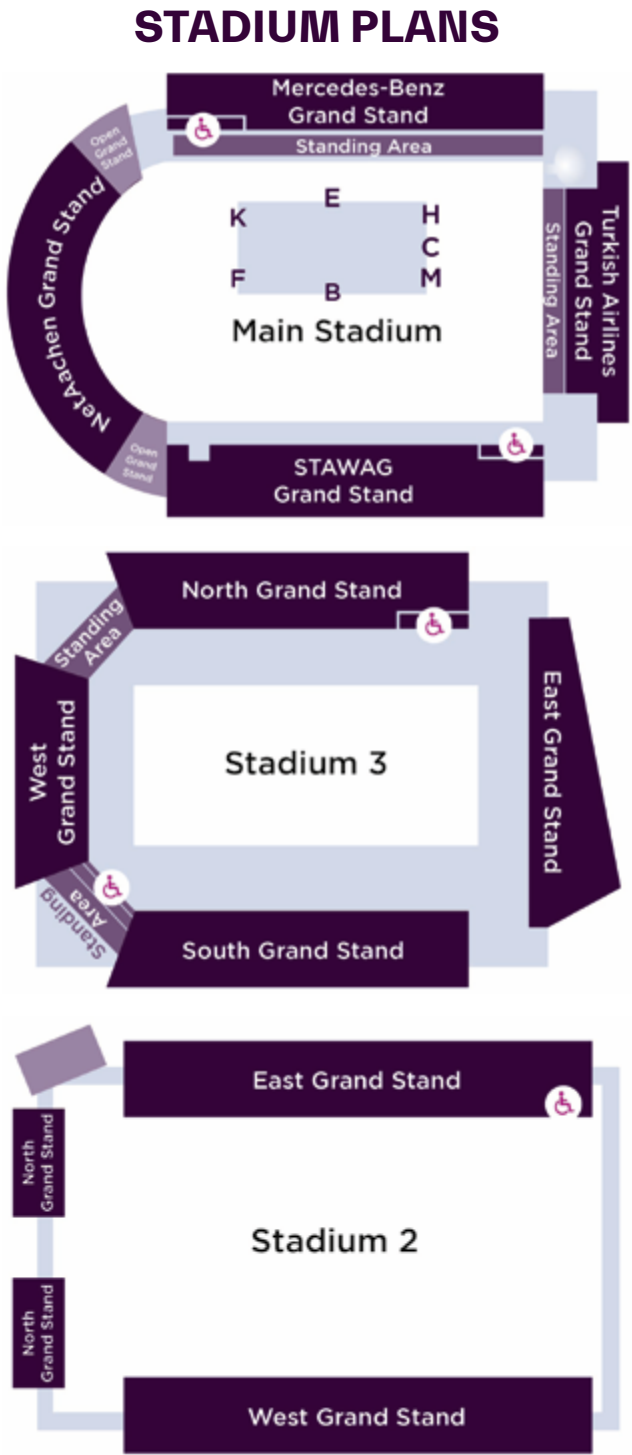 STADIUM PLANS
Mercedes-Benz
Grand Stand
Standing Area
Open
Grand
Stand
NetAachen Grand Stand
Open
Grand
Stand
K
E
H
C
F
B
M
Main Stadium
Standing Area
Turkish Airlines
Grand Stand
STAWAG
Grand Stand
North Grand Stand
Standing
Area
West
Grand Stand
Stadium 3
East Grand Stand
Standing
Area
South Grand Stand
East Grand Stand
North
Grand Stand
Stadium 2
North
Grand Stand
West Grand Stand